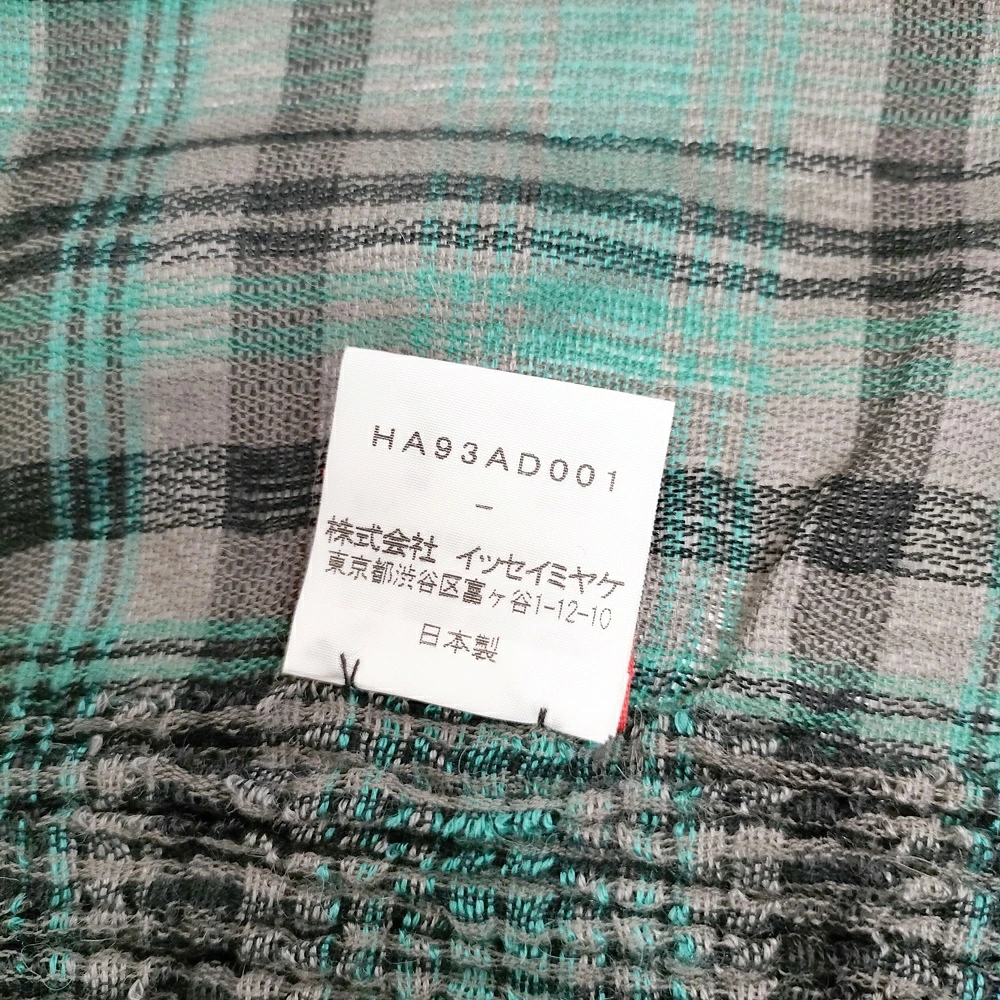 HA93AD001
-
株式会社 イッセイミヤケ
東京都渋谷区富ヶ谷1-12-10
日本製